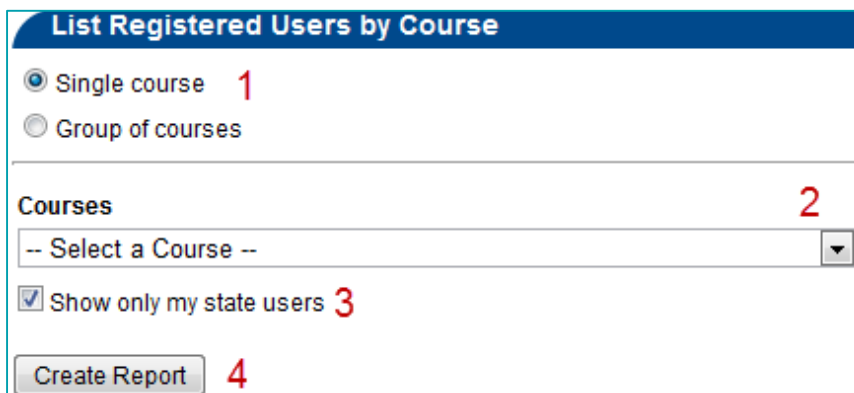 List Registered Users by Course
Single course 1
Group of courses
Courses 2
-- Select a Course --
Show only my state users 3
Create Report 4